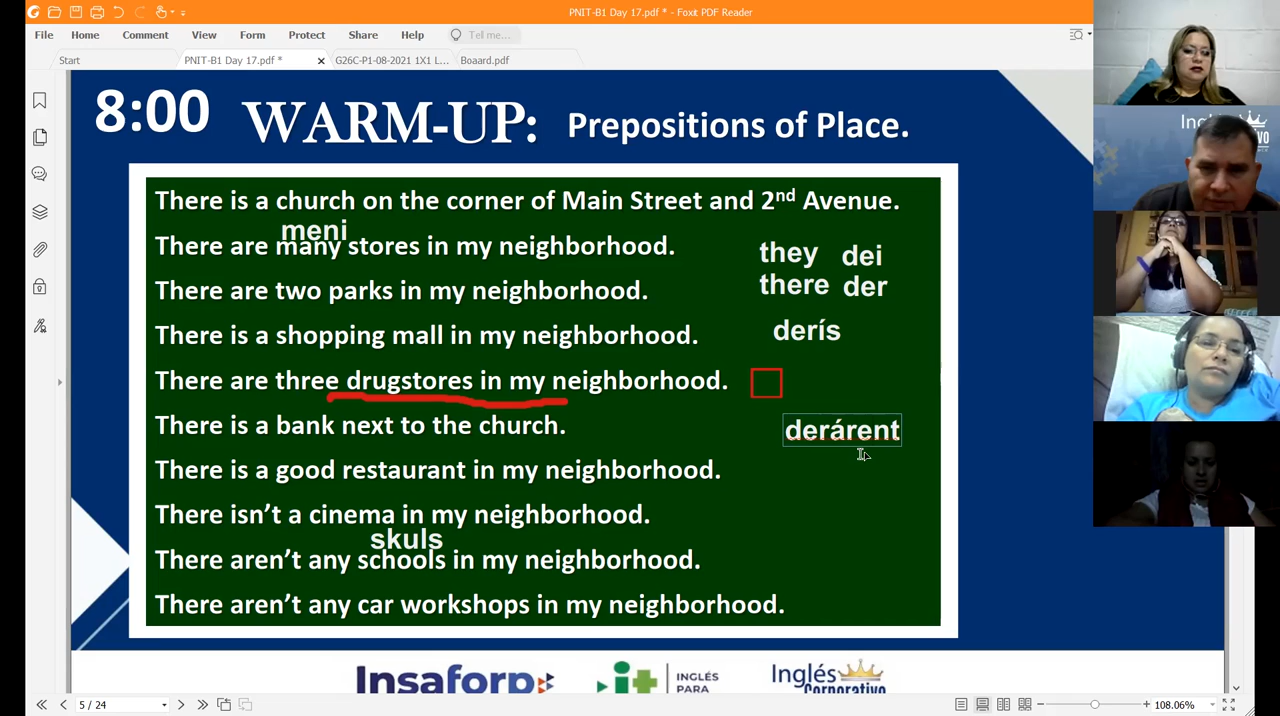 PNIT-B1 Day 17.pdf * - Foxit PDF Reader
File Home Comment View Form Protect Share Help Tell me...
Start PNIT-B1 Day 17.pdf * G26C-P1-08-2021 1X1 L... Boaard.pdf
8:00 WARM-UP: Prepositions of Place.
There is a church on the corner of Main Street and 2nd Avenue.
meni
There are many stores in my neighborhood.
they dei
There are two parks in my neighborhood.
there der
There is a shopping mall in my neighborhood.
derís
There are three drugstores in my neighborhood.
There is a bank next to the church.
derárent
There is a good restaurant in my neighborhood.
There isn't a cinema in my neighborhood.
skuls
There aren't any schools in my neighborhood.
There aren't any car workshops in my neighborhood.
Insaforp
it INGLÉS
PARA
Inglés
Corporativo
5 / 24
108.06%